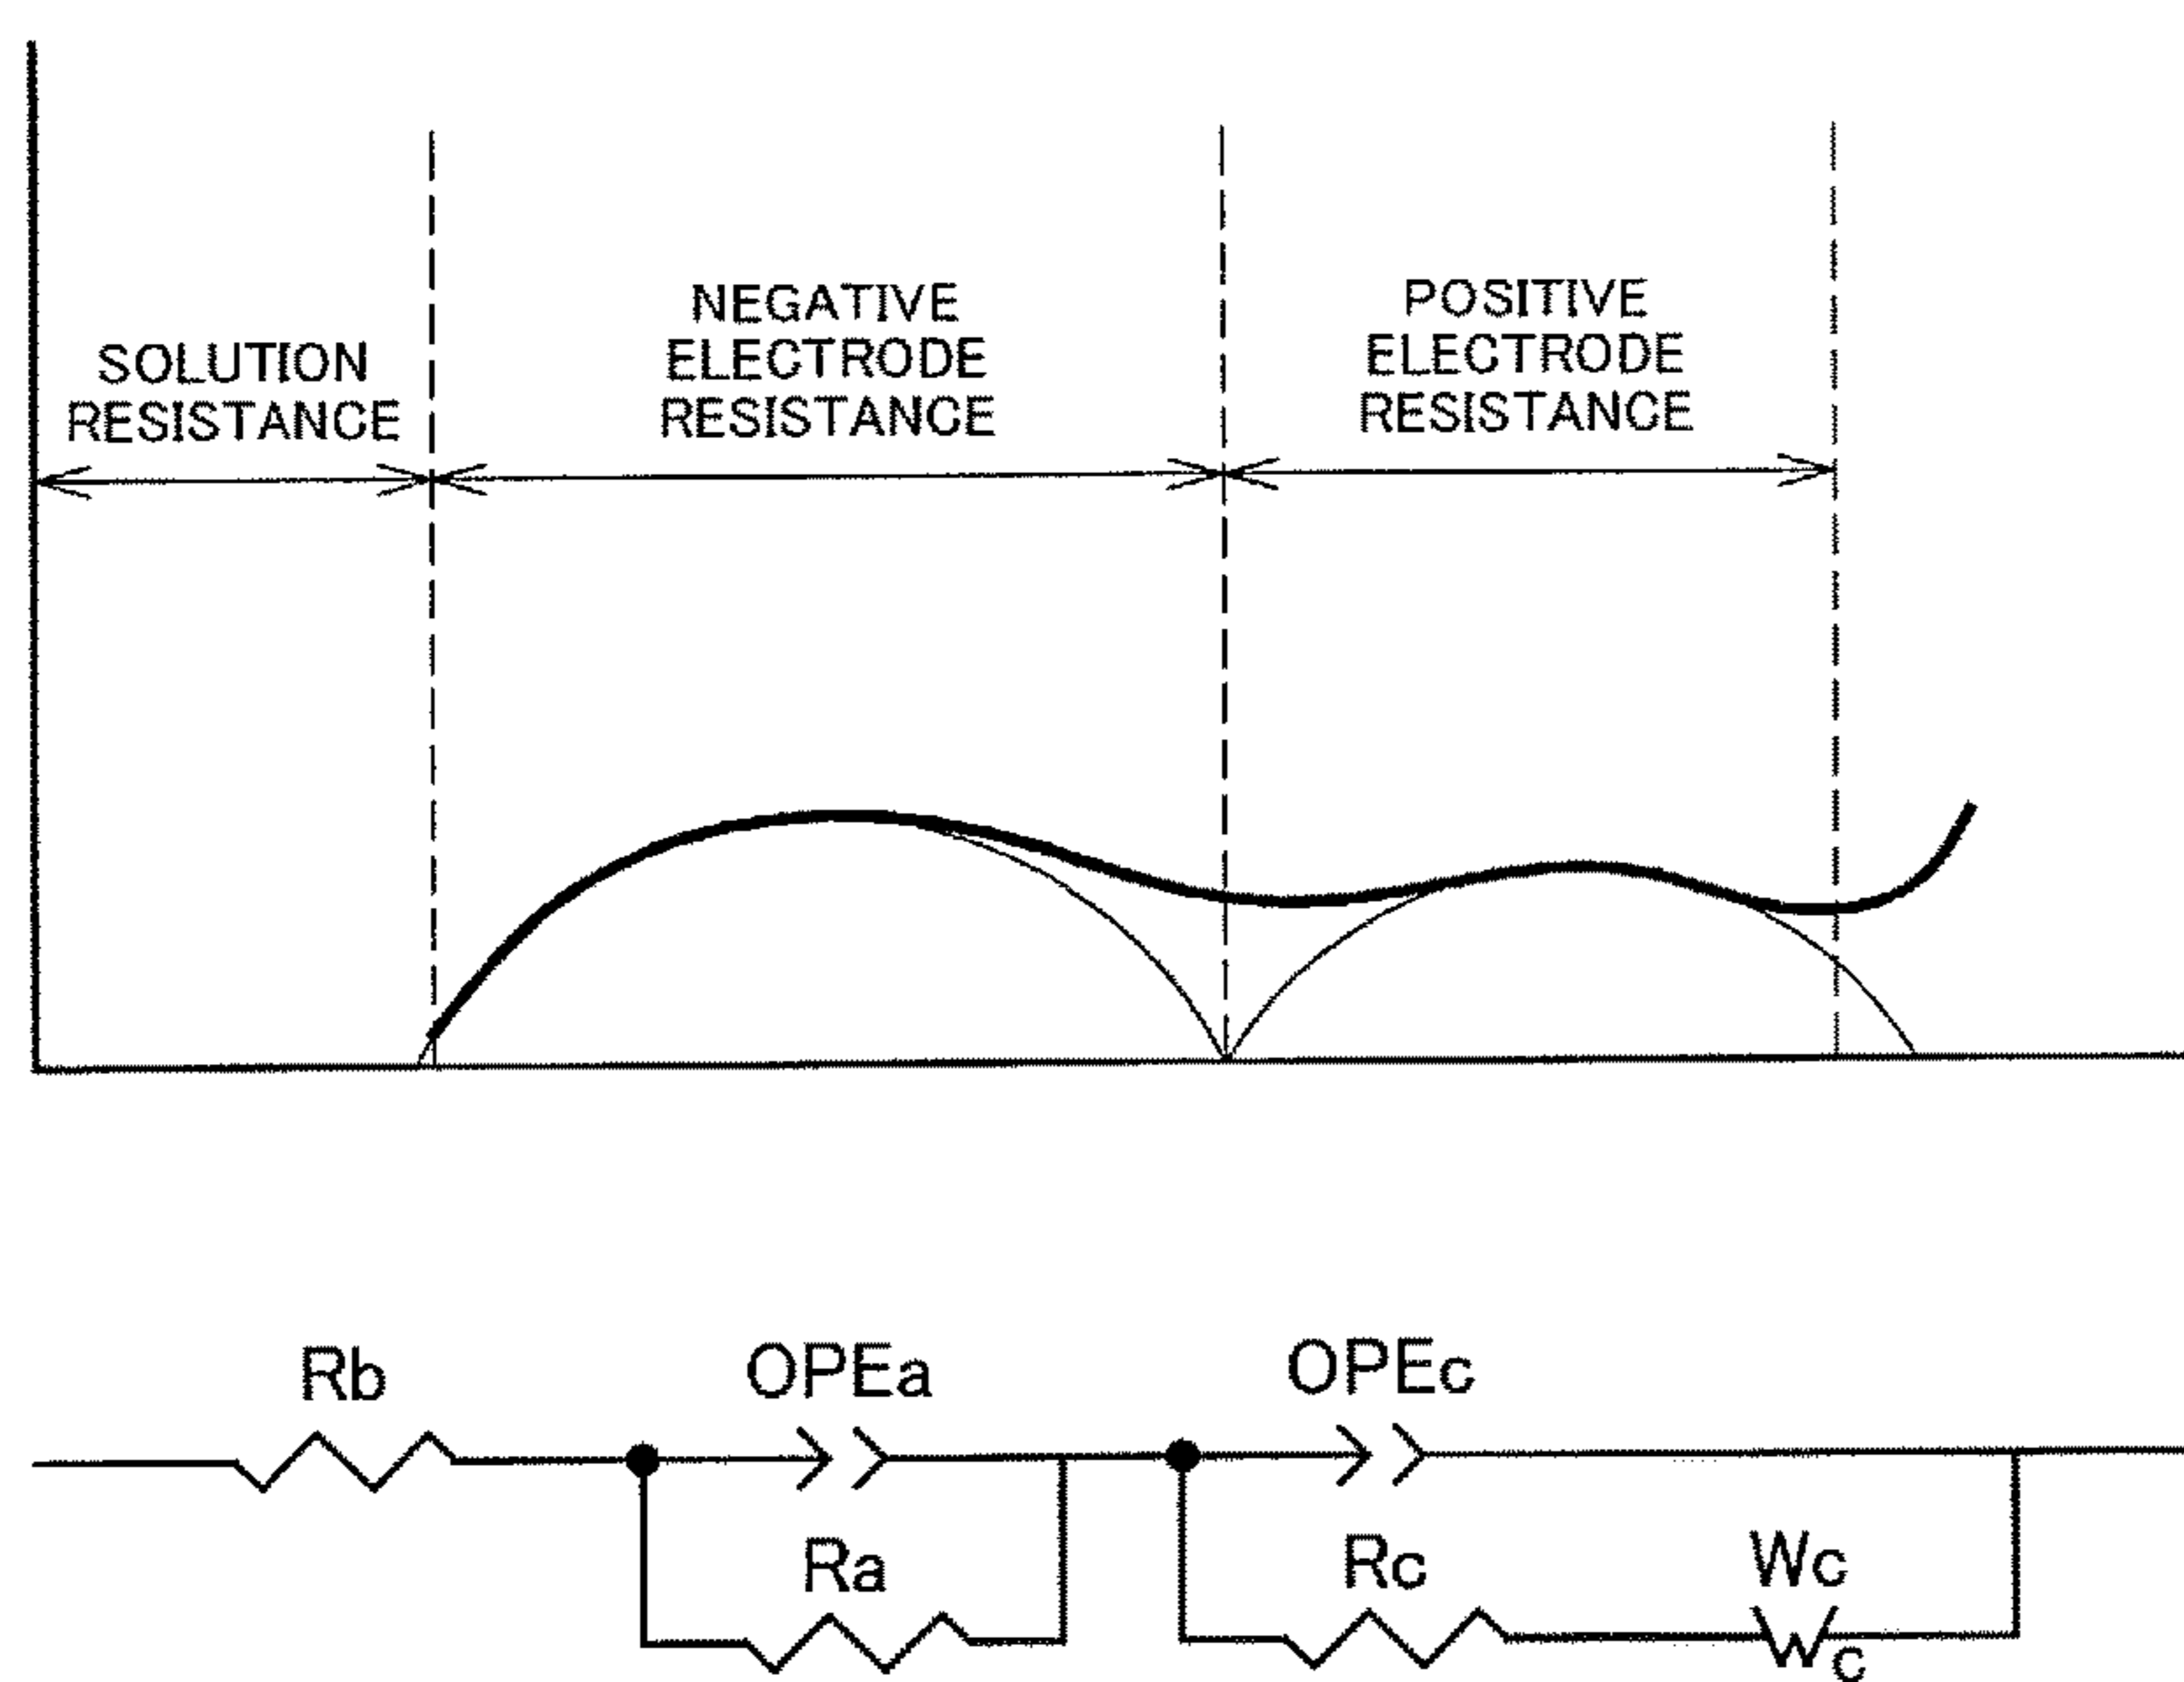 NEGATIVE
ELECTRODE
RESISTANCE
POSITIVE
ELECTRODE
RESISTANCE
SOLUTION
RESISTANCE
Rb
OPEa
OPEc
Ra
Rc
Wc
Wc